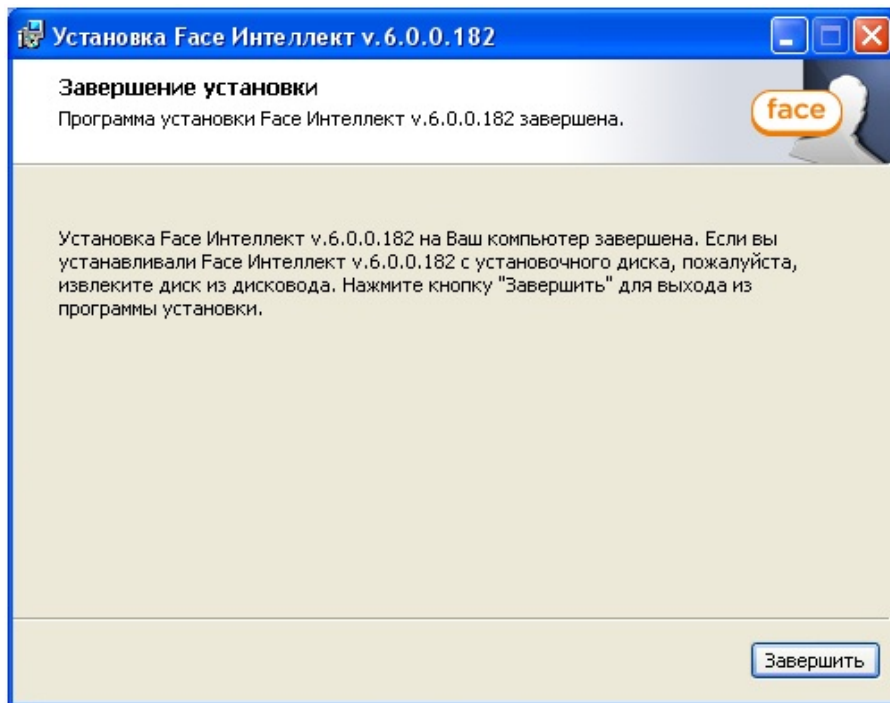 Установка Face Интеллект v.6.0.0.182
Завершение установки
Программа установки Face Интеллект v.6.0.0.182 завершена.
face
Установка Face Интеллект v.6.0.0.182 на Ваш компьютер завершена. Если вы
устанавливали Face Интеллект v.6.0.0.182 с установочного диска, пожалуйста,
извлеките диск из дисковода. Нажмите кнопку "Завершить" для выхода из
программы установки.
Завершить